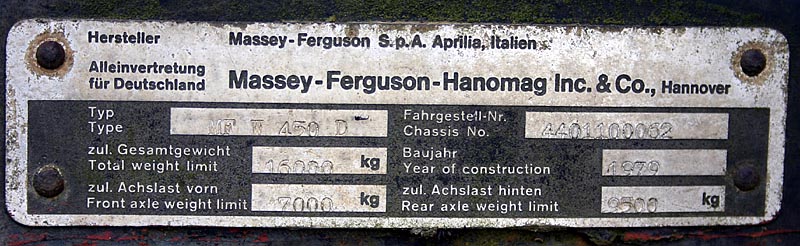 Hersteller Massey-Ferguson S.p.A. Aprilia, Italien
Alleinvertretung
für Deutschland Massey-Ferguson-Hanomag Inc. & Co., Hannover
Typ
Type MF W 450 D
Fahrgestell-Nr.
Chassis No. 4401100062
zul. Gesamtgewicht
Total weight limit 16000 kg
Baujahr
Year of construction 1979
zul. Achslast vorn
Front axle weight limit 7000 kg
zul. Achslast hinten
Rear axle weight limit 9500 kg